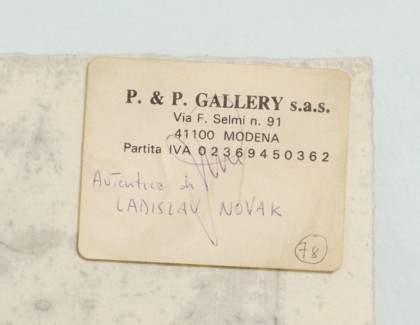 P. & P. GALLERY s.a.s.
Via F. Selmi n. 91
41100 MODENA
Partita IVA 02369450362
Autentica di
LADISLAV NOVAK
78